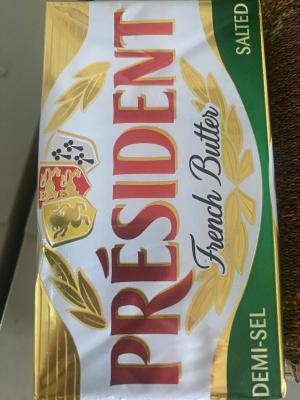 PRÉSIDENT
French Butter
DEMI-SEL
SALTED